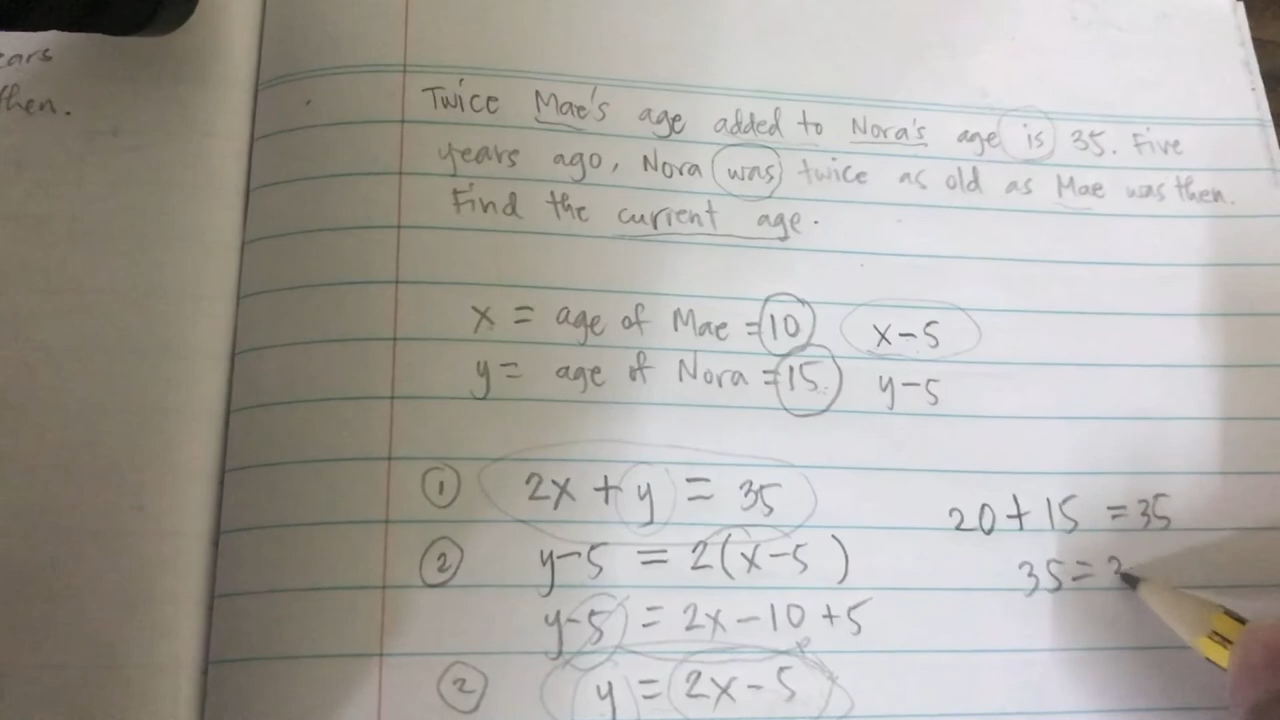 ears
then.
Twice Mae's age added to Nora's age is 35. Five
years ago, Nora was twice as old as Mae was then.
Find the current age.
x = age of Mae = 10 x-5
y = age of Nora = 15 y-5
① 2x + y = 35
20 + 15 = 35
② y-5 = 2(x-5)
35 =
y-5 = 2x - 10 + 5
② y = 2x - 5